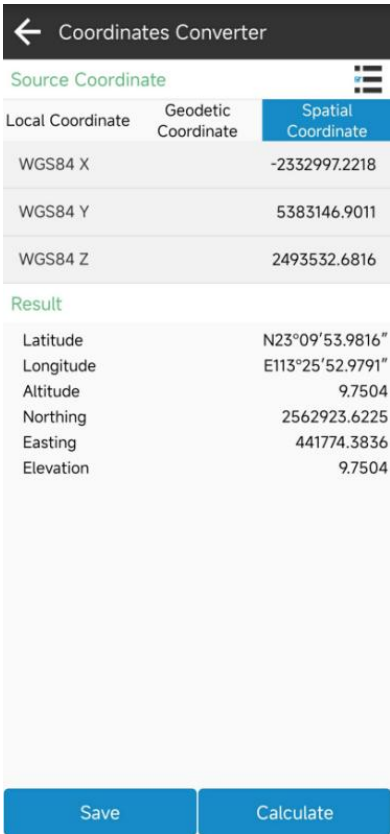 Coordinates Converter
Source Coordinate
Local Coordinate Geodetic Coordinate Spatial Coordinate
WGS84 X -2332997.2218
WGS84 Y 5383146.9011
WGS84 Z 2493532.6816
Result
Latitude N23°09′53.9816″
Longitude E113°25′52.9791″
Altitude 9.7504
Northing 2562923.6225
Easting 441774.3836
Elevation 9.7504
Save Calculate